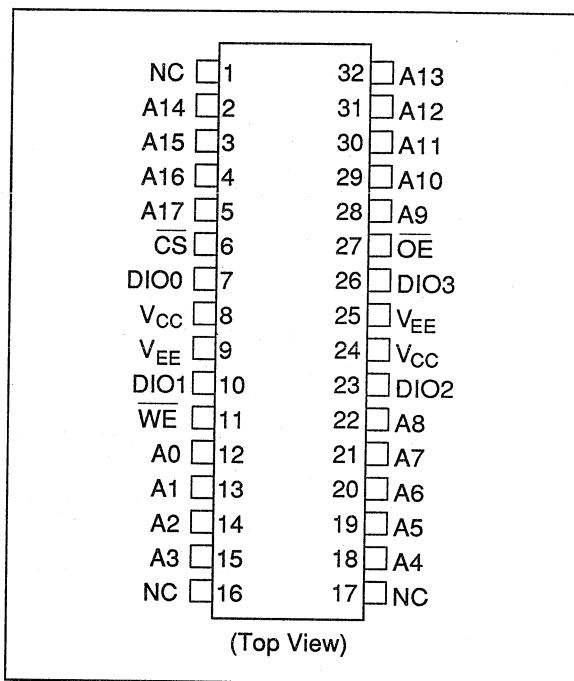 NC 1 32 A13
A14 2 31 A12
A15 3 30 A11
A16 4 29 A10
A17 5 28 A9
C̅S̅ 6 27 O̅E̅
DIO0 7 26 DIO3
VCC 8 25 VEE
VEE 9 24 VCC
DIO1 10 23 DIO2
W̅E̅ 11 22 A8
A0 12 21 A7
A1 13 20 A6
A2 14 19 A5
A3 15 18 A4
NC 16 17 NC
(Top View)